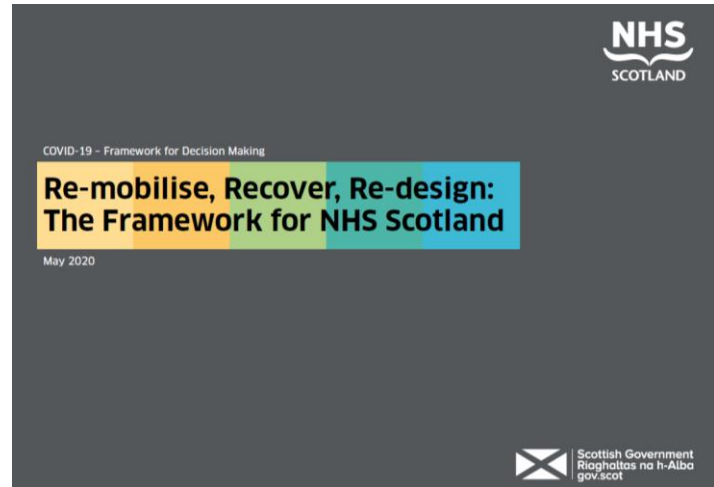 NHS
SCOTLAND
COVID-19 – Framework for Decision Making
Re-mobilise, Recover, Re-design:
The Framework for NHS Scotland
May 2020
Scottish Government
Riaghaltas na h-Alba
gov.scot